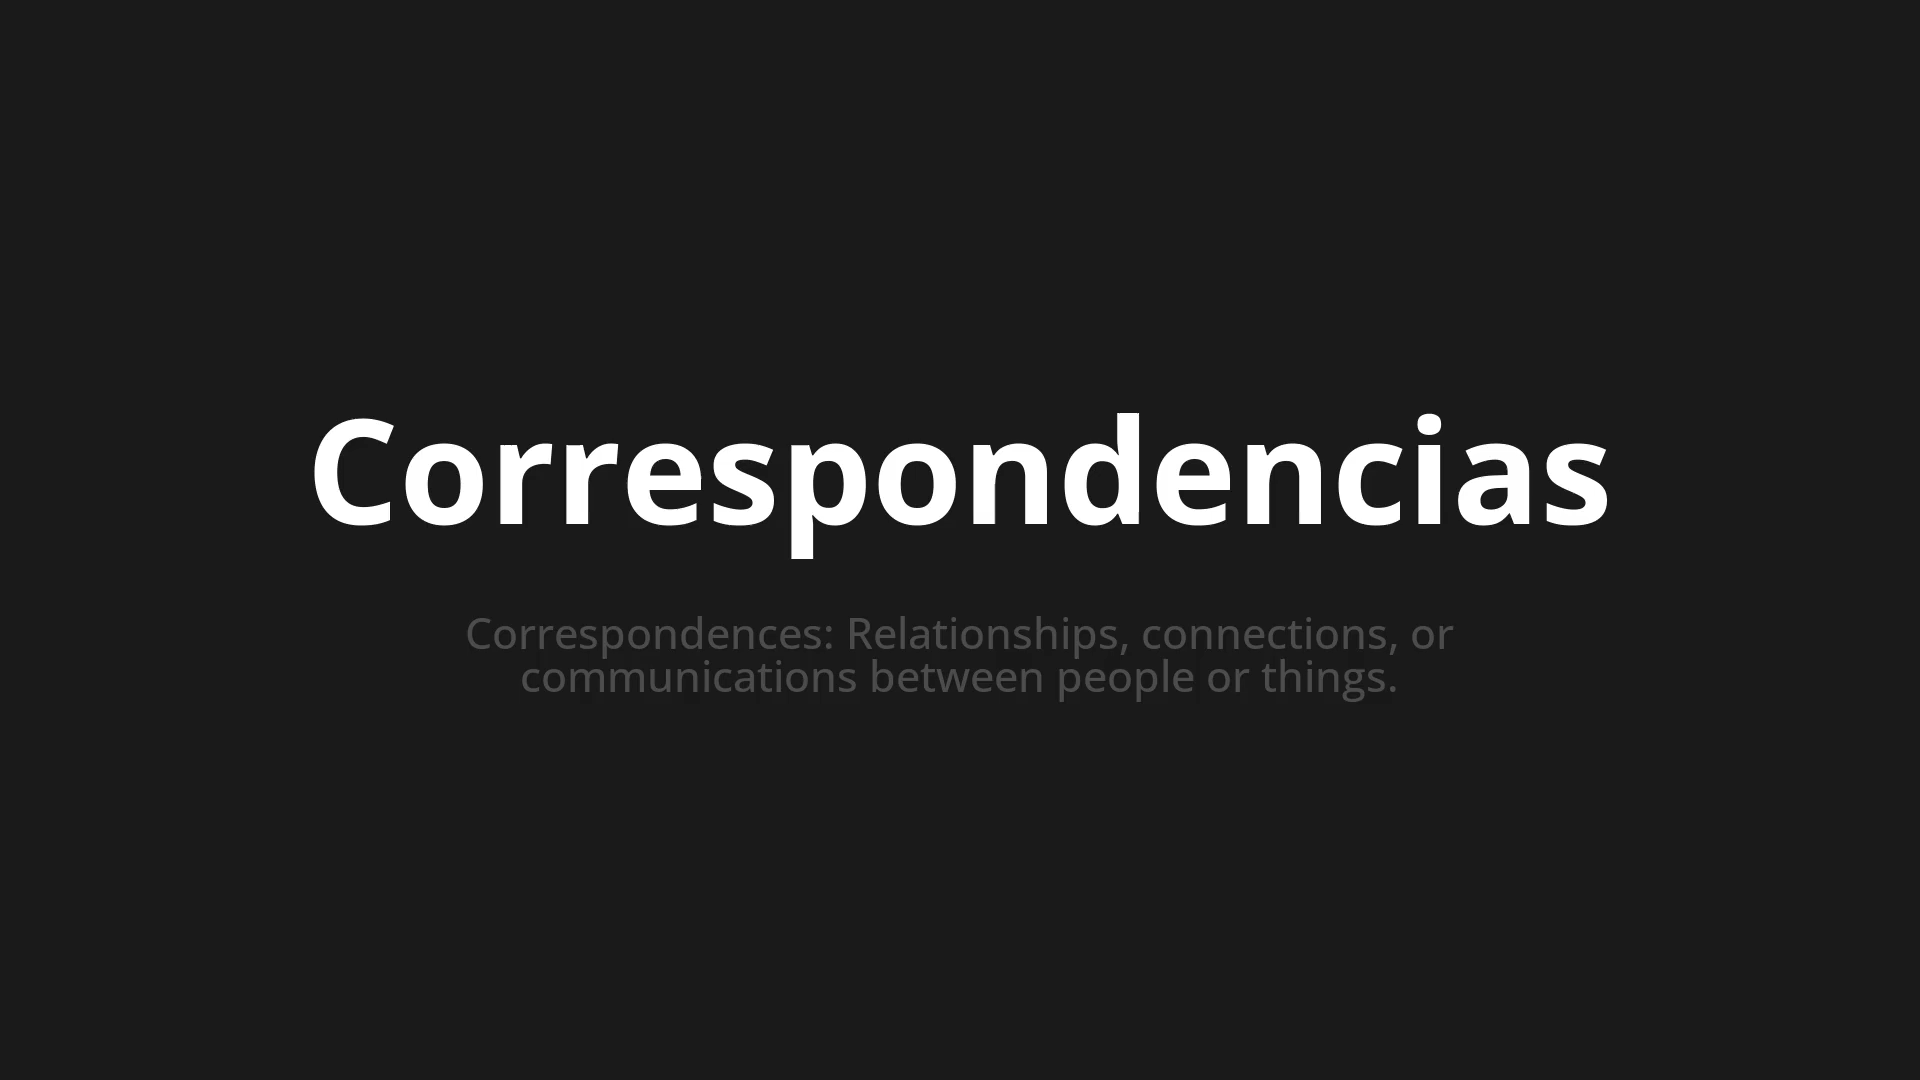 Correspondencias
Correspondences: Relationships, connections, or
communications between people or things.